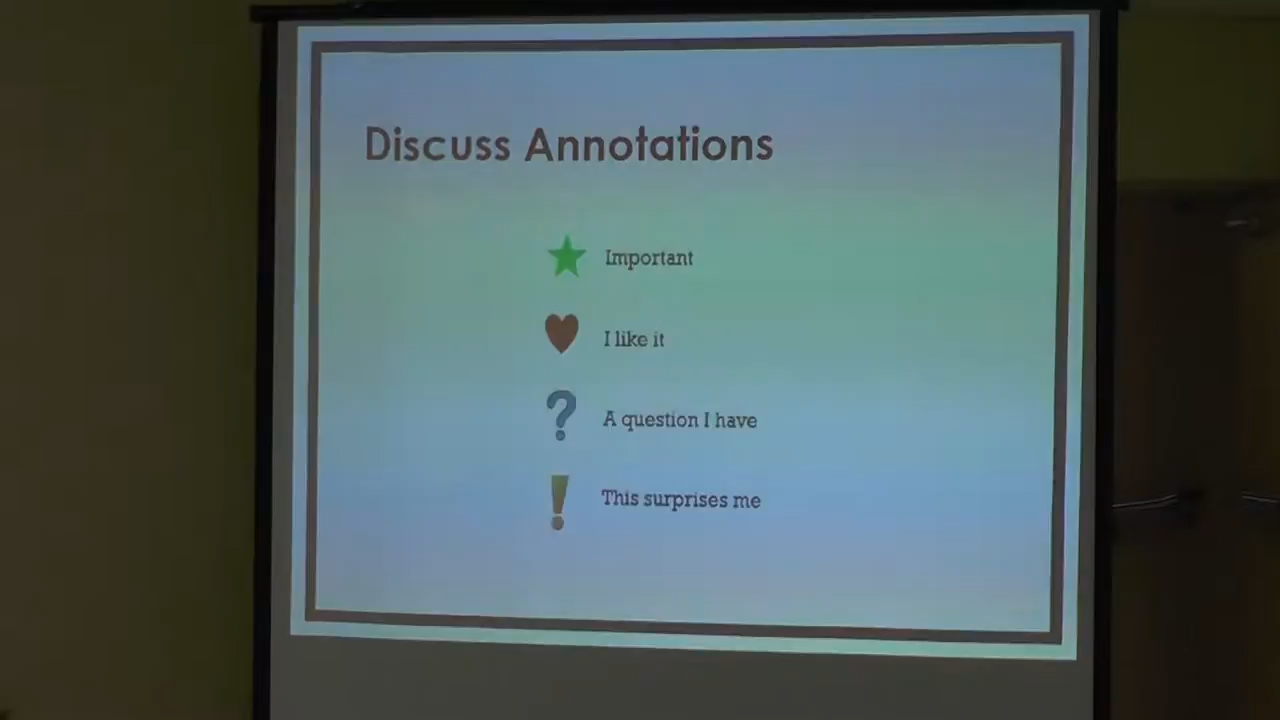 Discuss Annotations
Important
I like it
A question I have
This surprises me